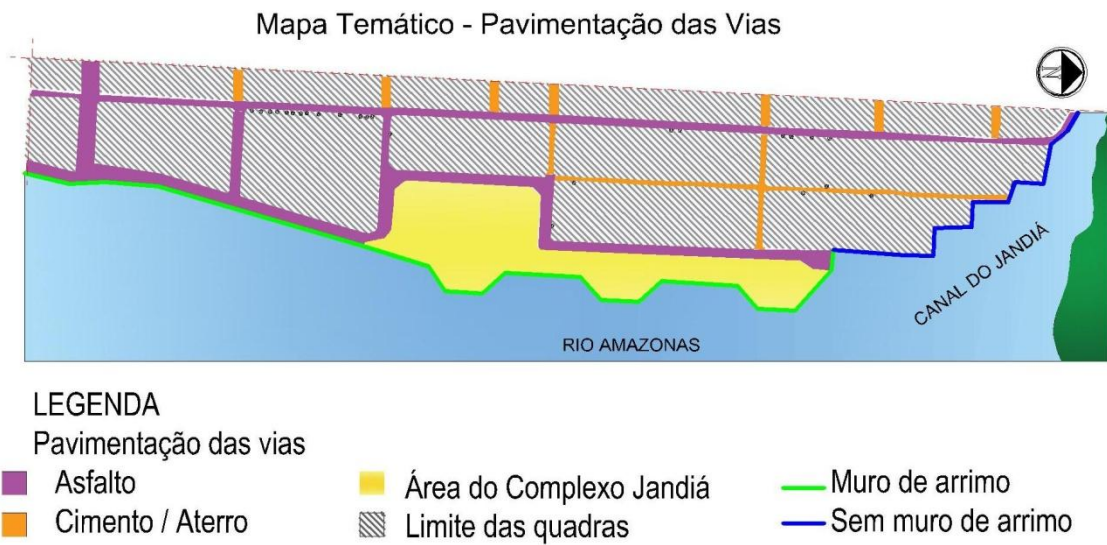 Mapa Temático - Pavimentação das Vias
N
CANAL DO JANDIÁ
RIO AMAZONAS
LEGENDA
Pavimentação das vias
Asfalto
Área do Complexo Jandiá
Muro de arrimo
Cimento / Aterro
Limite das quadras
Sem muro de arrimo